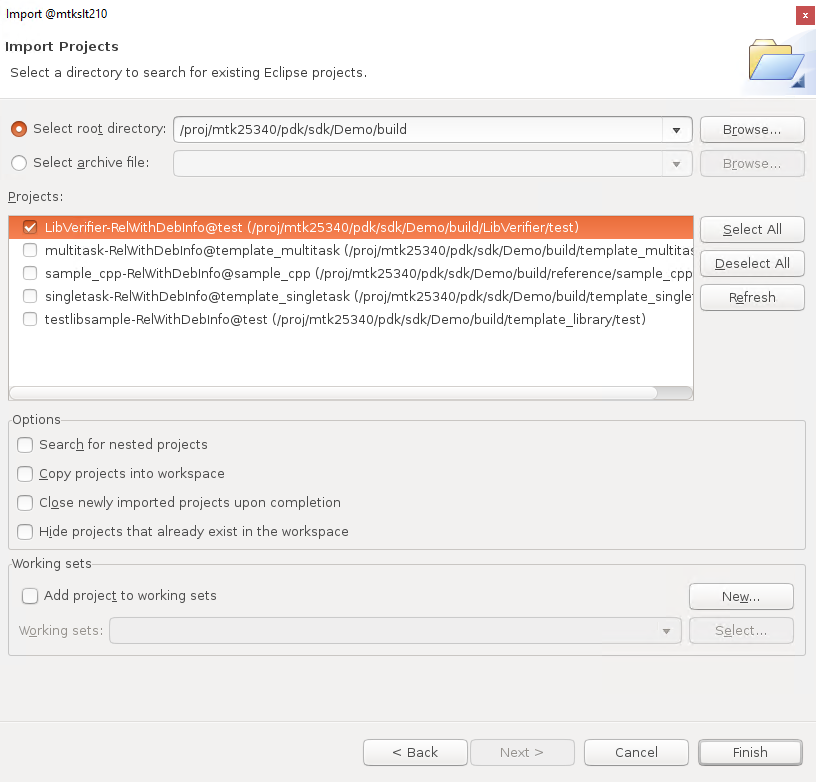 Import @mtkslt210
x
Import Projects
Select a directory to search for existing Eclipse projects.
Select root directory: /proj/mtk25340/pdk/sdk/Demo/build Browse...
Select archive file: Browse...
Projects:
LibVerifier-RelWithDebInfo@test (/proj/mtk25340/pdk/sdk/Demo/build/LibVerifier/test)
multitask-RelWithDebInfo@template_multitask (/proj/mtk25340/pdk/sdk/Demo/build/template_multitas
sample_cpp-RelWithDebInfo@sample_cpp (/proj/mtk25340/pdk/sdk/Demo/build/reference/sample_cpp
singletask-RelWithDebInfo@template_singletask (/proj/mtk25340/pdk/sdk/Demo/build/template_single
testlibsample-RelWithDebInfo@test (/proj/mtk25340/pdk/sdk/Demo/build/template_library/test)
Select All
Deselect All
Refresh
Options
Search for nested projects
Copy projects into workspace
Close newly imported projects upon completion
Hide projects that already exist in the workspace
Working sets
Add project to working sets New...
Working sets: Select...
< Back Next > Cancel Finish